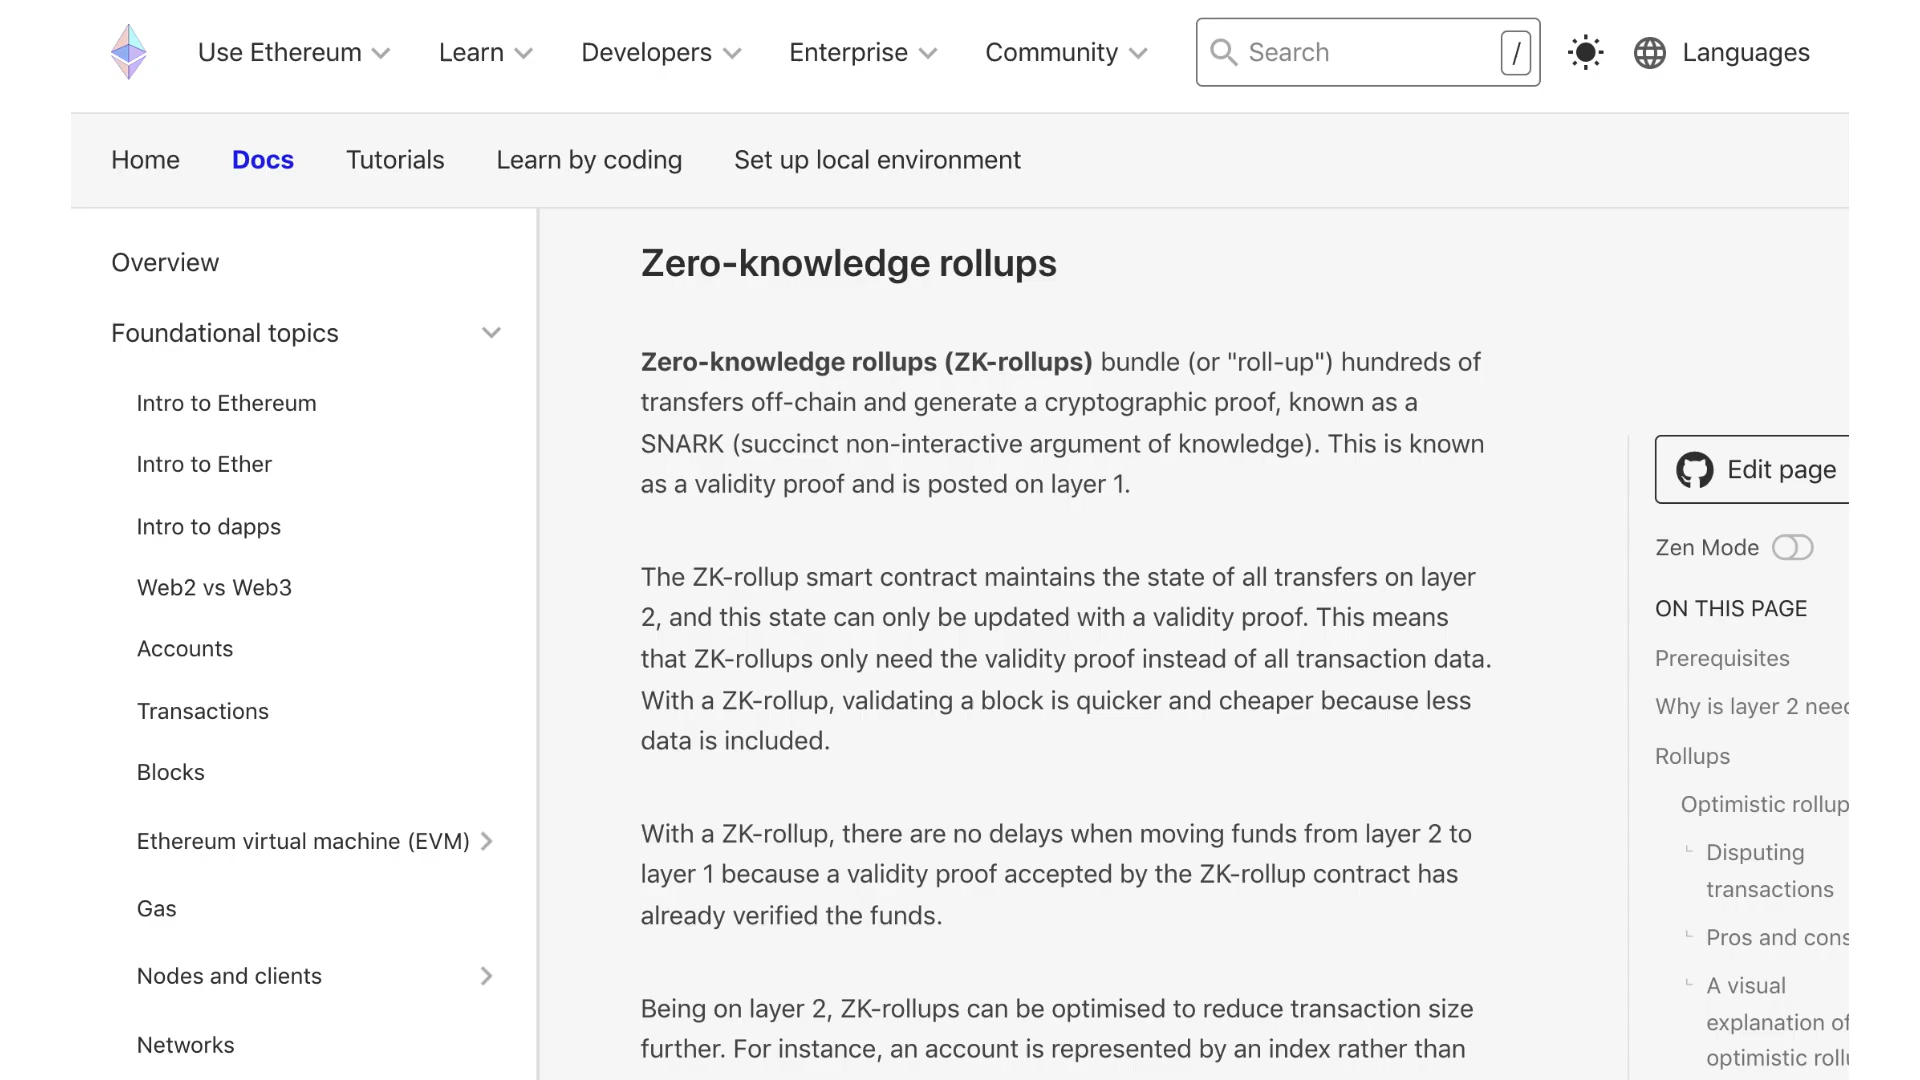 Use Ethereum Learn Developers Enterprise Community Search / Languages
Home Docs Tutorials Learn by coding Set up local environment
Overview
Foundational topics
Intro to Ethereum
Intro to Ether
Intro to dapps
Web2 vs Web3
Accounts
Transactions
Blocks
Ethereum virtual machine (EVM)
Gas
Nodes and clients
Networks
Zero-knowledge rollups
Zero-knowledge rollups (ZK-rollups) bundle (or "roll-up") hundreds of
transfers off-chain and generate a cryptographic proof, known as a
SNARK (succinct non-interactive argument of knowledge). This is known
as a validity proof and is posted on layer 1.
The ZK-rollup smart contract maintains the state of all transfers on layer
2, and this state can only be updated with a validity proof. This means
that ZK-rollups only need the validity proof instead of all transaction data.
With a ZK-rollup, validating a block is quicker and cheaper because less
data is included.
With a ZK-rollup, there are no delays when moving funds from layer 2 to
layer 1 because a validity proof accepted by the ZK-rollup contract has
already verified the funds.
Being on layer 2, ZK-rollups can be optimised to reduce transaction size
further. For instance, an account is represented by an index rather than
Edit page
Zen Mode
ON THIS PAGE
Prerequisites
Why is layer 2 need
Rollups
Optimistic rollup
Disputing
transactions
Pros and cons
A visual
explanation of
optimistic rollu